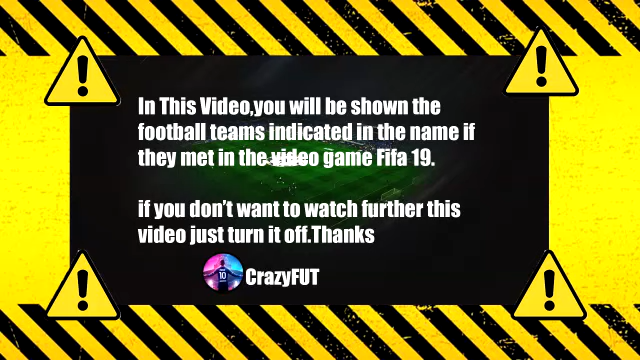 In This Video,you will be shown the
football teams indicated in the name if
they met in the video game Fifa 19.
if you don't want to watch further this
video just turn it off.Thanks
10
CrazyFUT